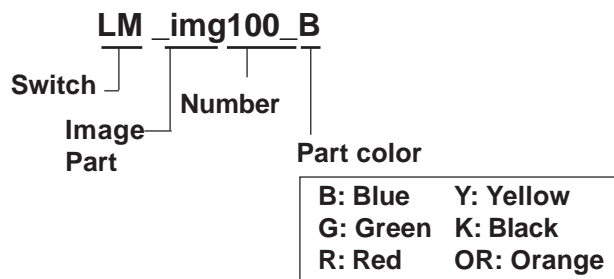 LM _img100_B
Switch
Number
Image
Part
Part color
B: Blue Y: Yellow
G: Green K: Black
R: Red OR: Orange